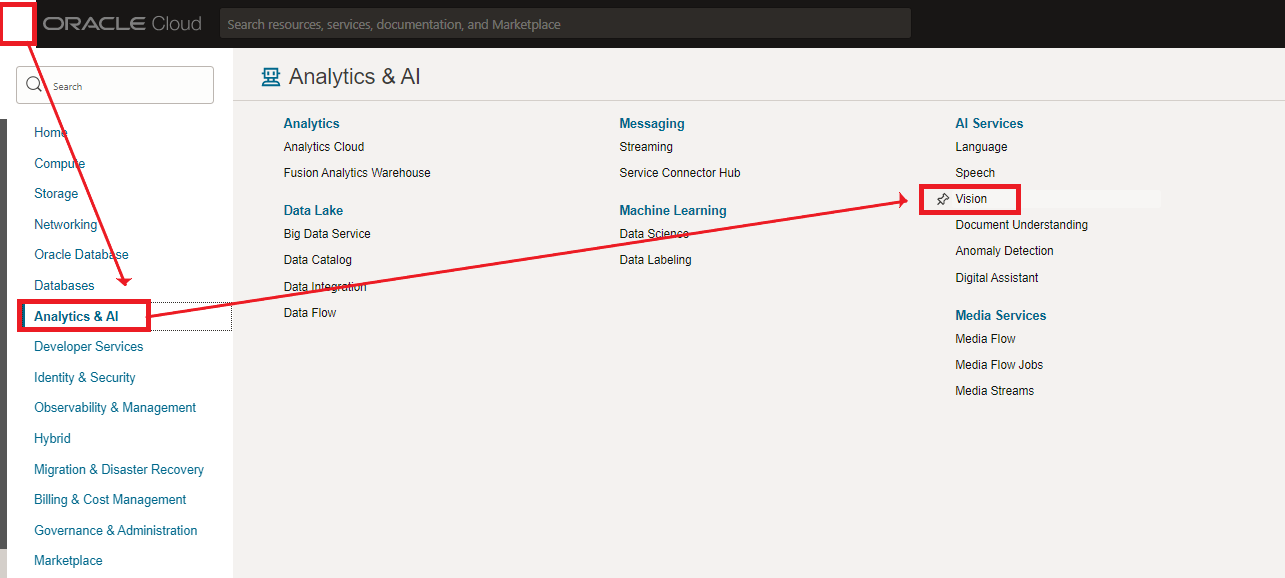 ORACLE Cloud
Search resources, services, documentation, and Marketplace
Search
Home
Compute
Storage
Networking
Oracle Database
Databases
Analytics & AI
Developer Services
Identity & Security
Observability & Management
Hybrid
Migration & Disaster Recovery
Billing & Cost Management
Governance & Administration
Marketplace
Analytics & AI
Analytics
Analytics Cloud
Fusion Analytics Warehouse
Data Lake
Big Data Service
Data Catalog
Data Integration
Data Flow
Messaging
Streaming
Service Connector Hub
Machine Learning
Data Science
Data Labeling
AI Services
Language
Speech
Vision
Document Understanding
Anomaly Detection
Digital Assistant
Media Services
Media Flow
Media Flow Jobs
Media Streams